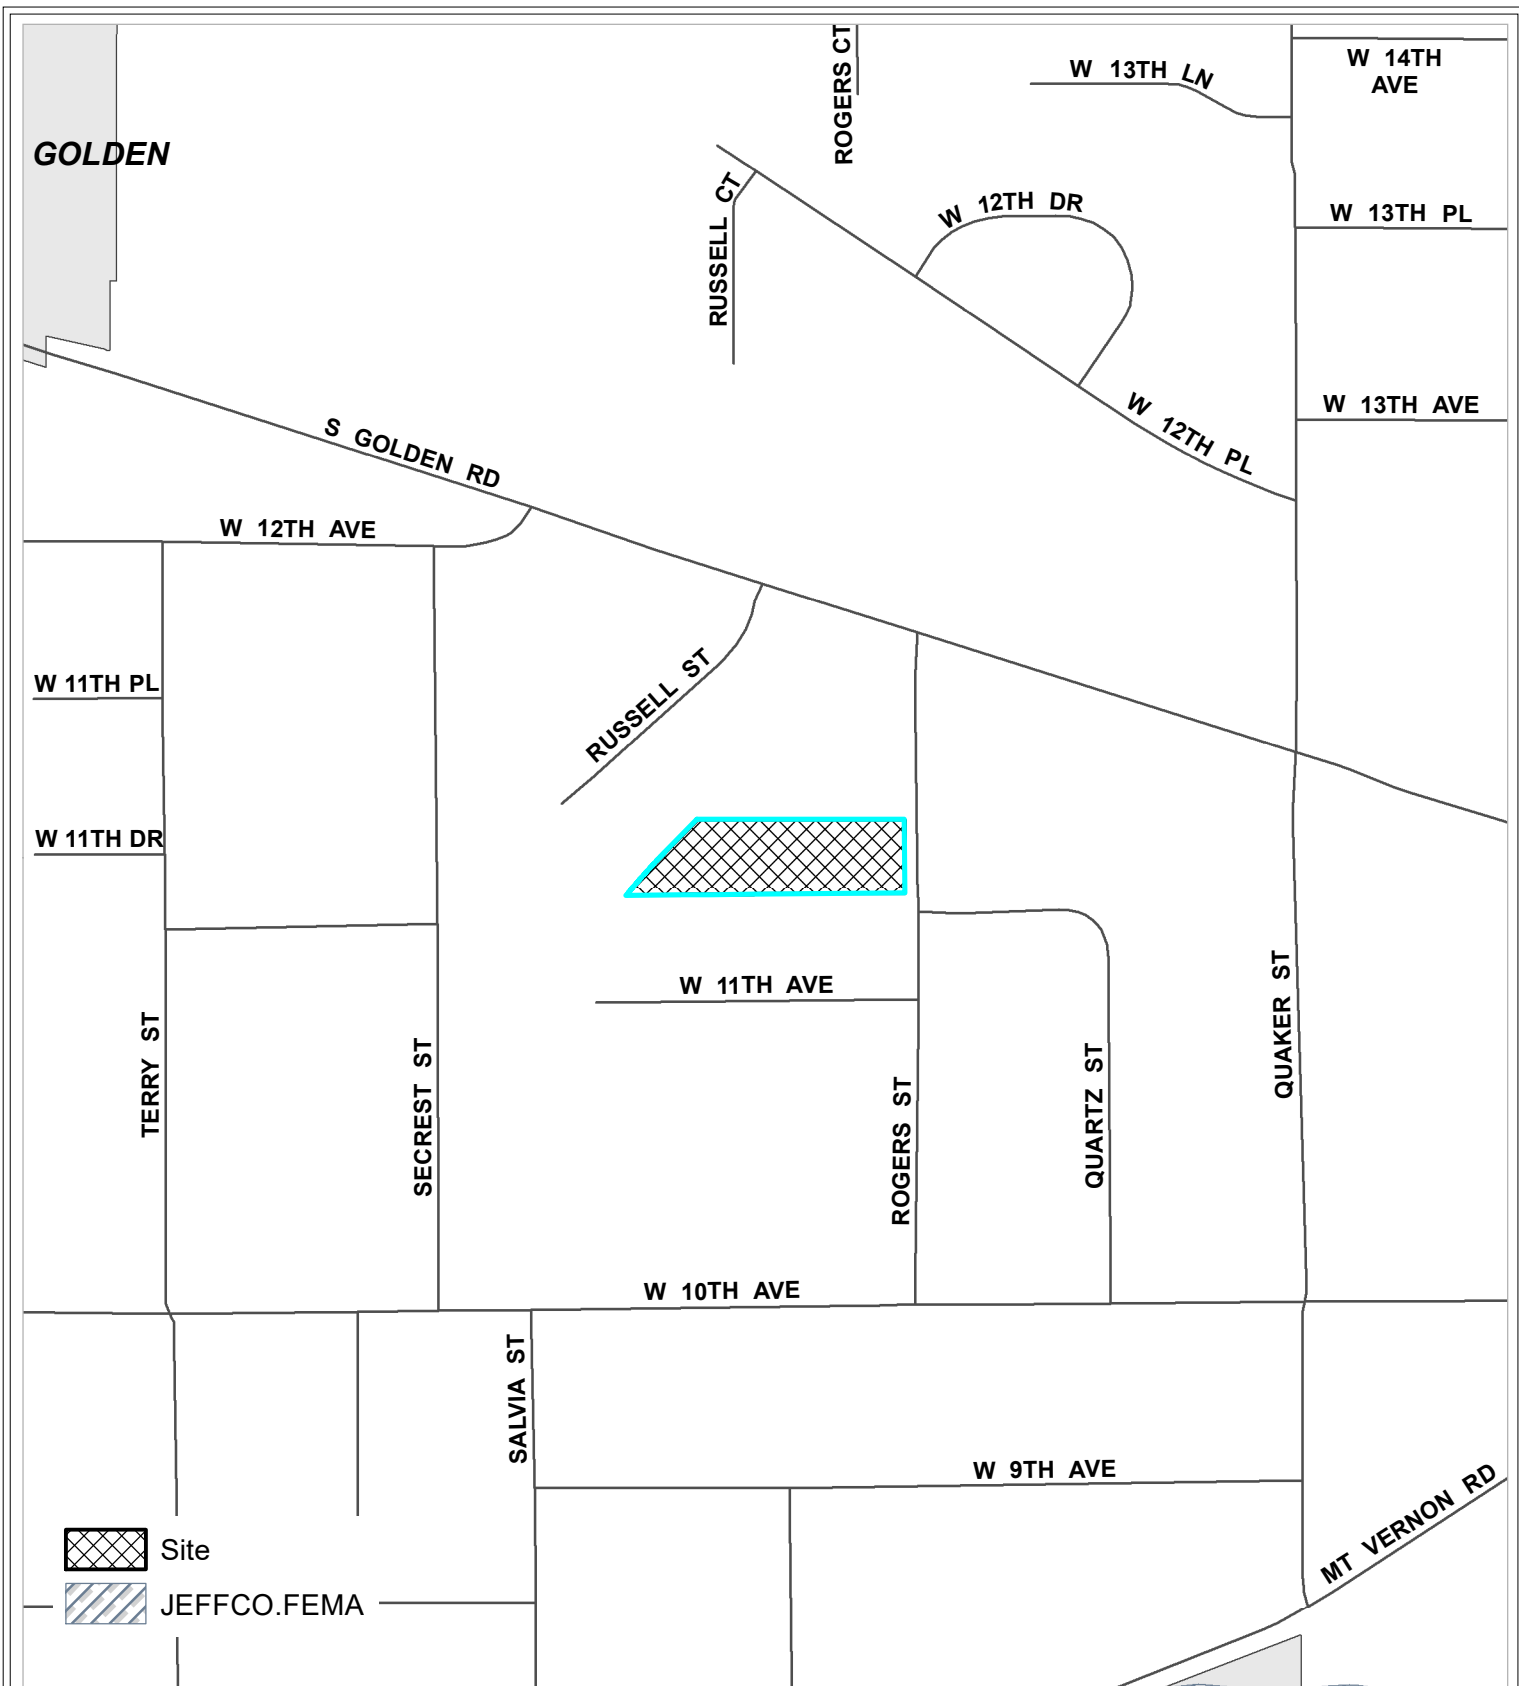 ROGERS CT
W 13TH LN
W 14TH
AVE
GOLDEN
RUSSELL CT
W 12TH DR
W 13TH PL
W 13TH AVE
W 12TH PL
S GOLDEN RD
W 12TH AVE
W 11TH PL
RUSSELL ST
W 11TH DR
W 11TH AVE
TERRY ST
SECREST ST
ROGERS ST
QUARTZ ST
QUAKER ST
W 10TH AVE
SALVIA ST
W 9TH AVE
MT VERNON RD
Site
JEFFCO.FEMA